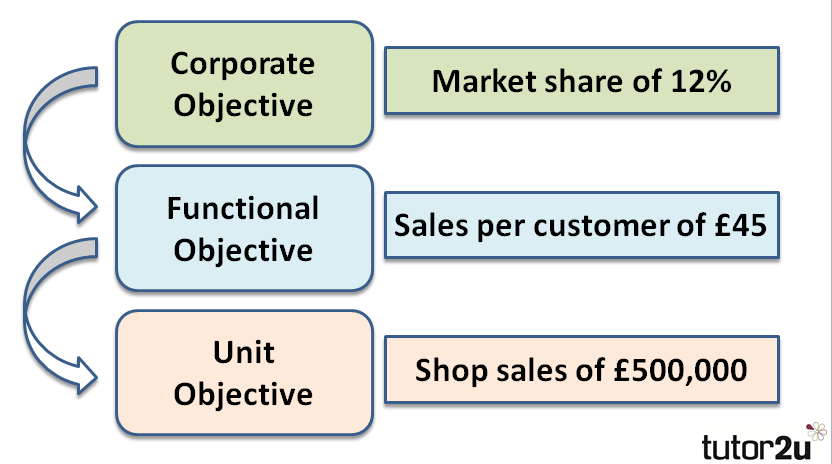 Corporate
Objective
Market share of 12%
Functional
Objective
Sales per customer of £45
Unit
Objective
Shop sales of £500,000
tutor2u